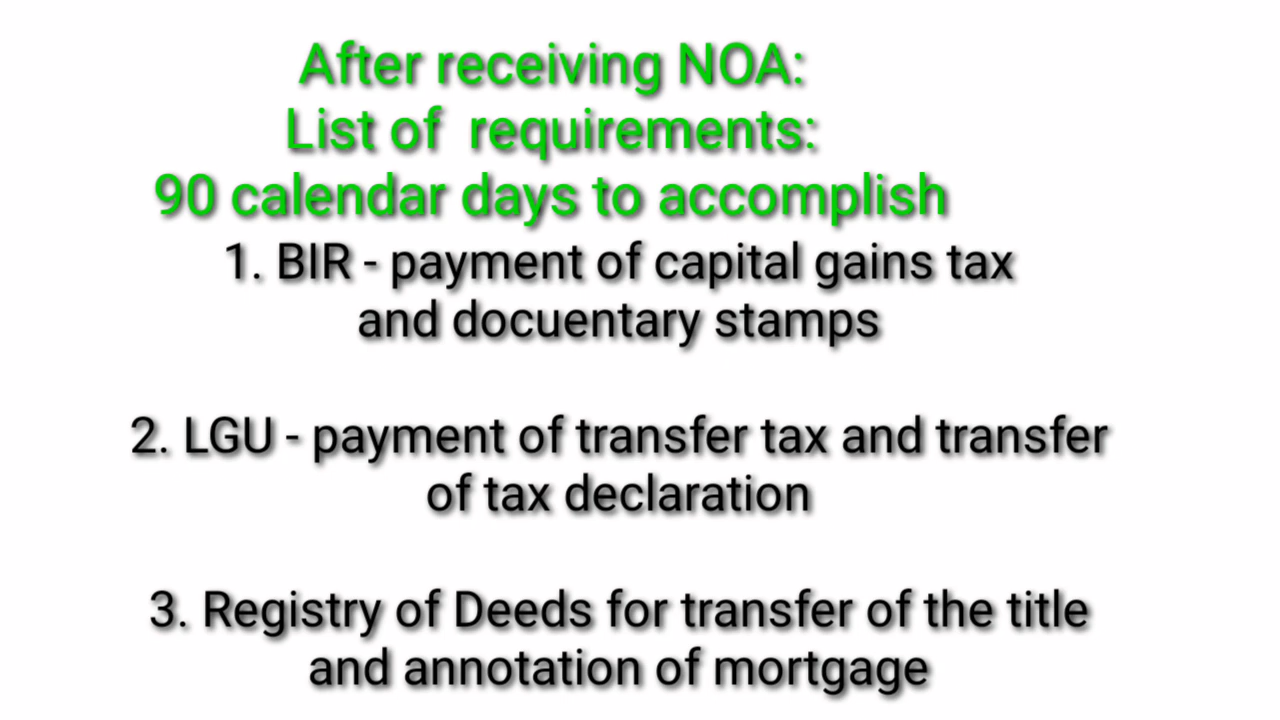 After receiving NOA:
List of requirements:
90 calendar days to accomplish
1. BIR - payment of capital gains tax
and docuentary stamps
2. LGU - payment of transfer tax and transfer
of tax declaration
3. Registry of Deeds for transfer of the title
and annotation of mortgage